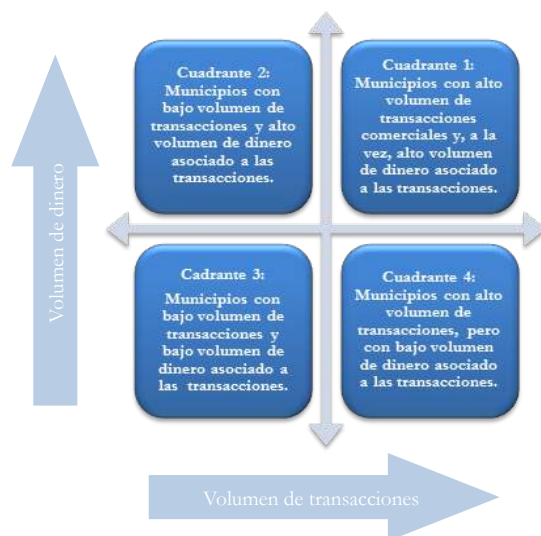 Cuadrante 2:
Municipios con
bajo volumen de
transacciones y alto
volumen de dinero
asociado a las
transacciones.
Cuadrante 1:
Municipios con alto
volumen de
transacciones
comerciales y, a la
vez, alto volumen
de dinero asociado
a las transacciones.
Volumen de dinero
Cadrante 3:
Municipios con
bajo volumen de
transacciones y
bajo volumen de
dinero asociado a
las transacciones.
Cuadrante 4:
Municipios con alto
volumen de
transacciones, pero
con bajo volumen
de dinero asociado
a las transacciones.
Volumen de transacciones